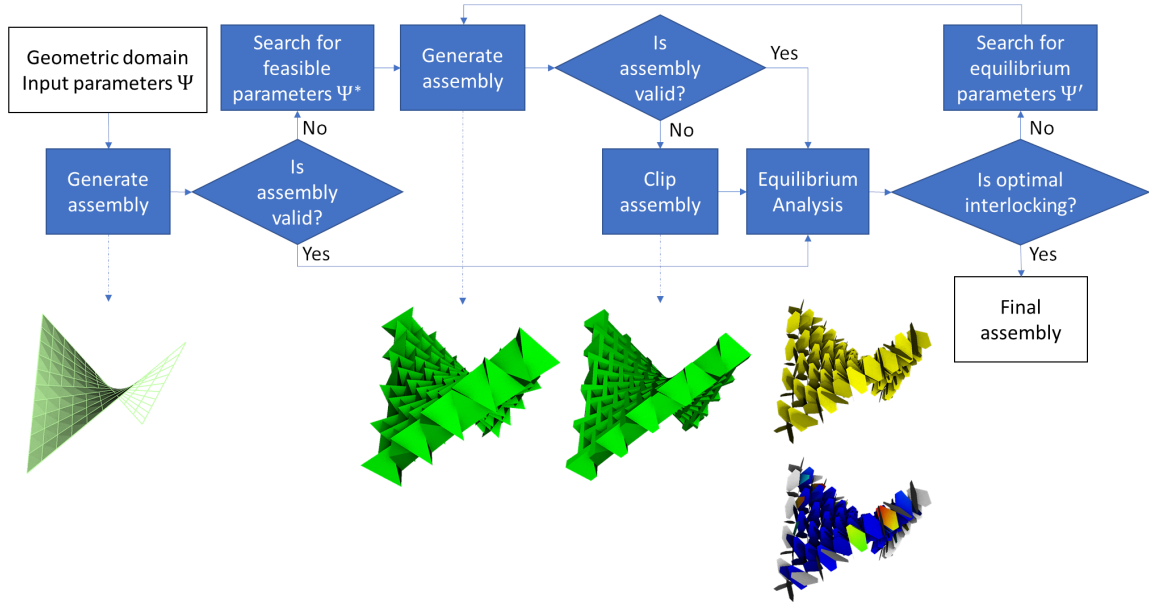 Geometric domain
Input parameters Ψ
Search for
feasible
parameters Ψ*
Generate
assembly
Is
assembly
valid?
Yes
Search for
equilibrium
parameters Ψ′
No
No
No
Generate
assembly
Is
assembly
valid?
Clip
assembly
Equilibrium
Analysis
Is optimal
interlocking?
Yes
Yes
Final
assembly